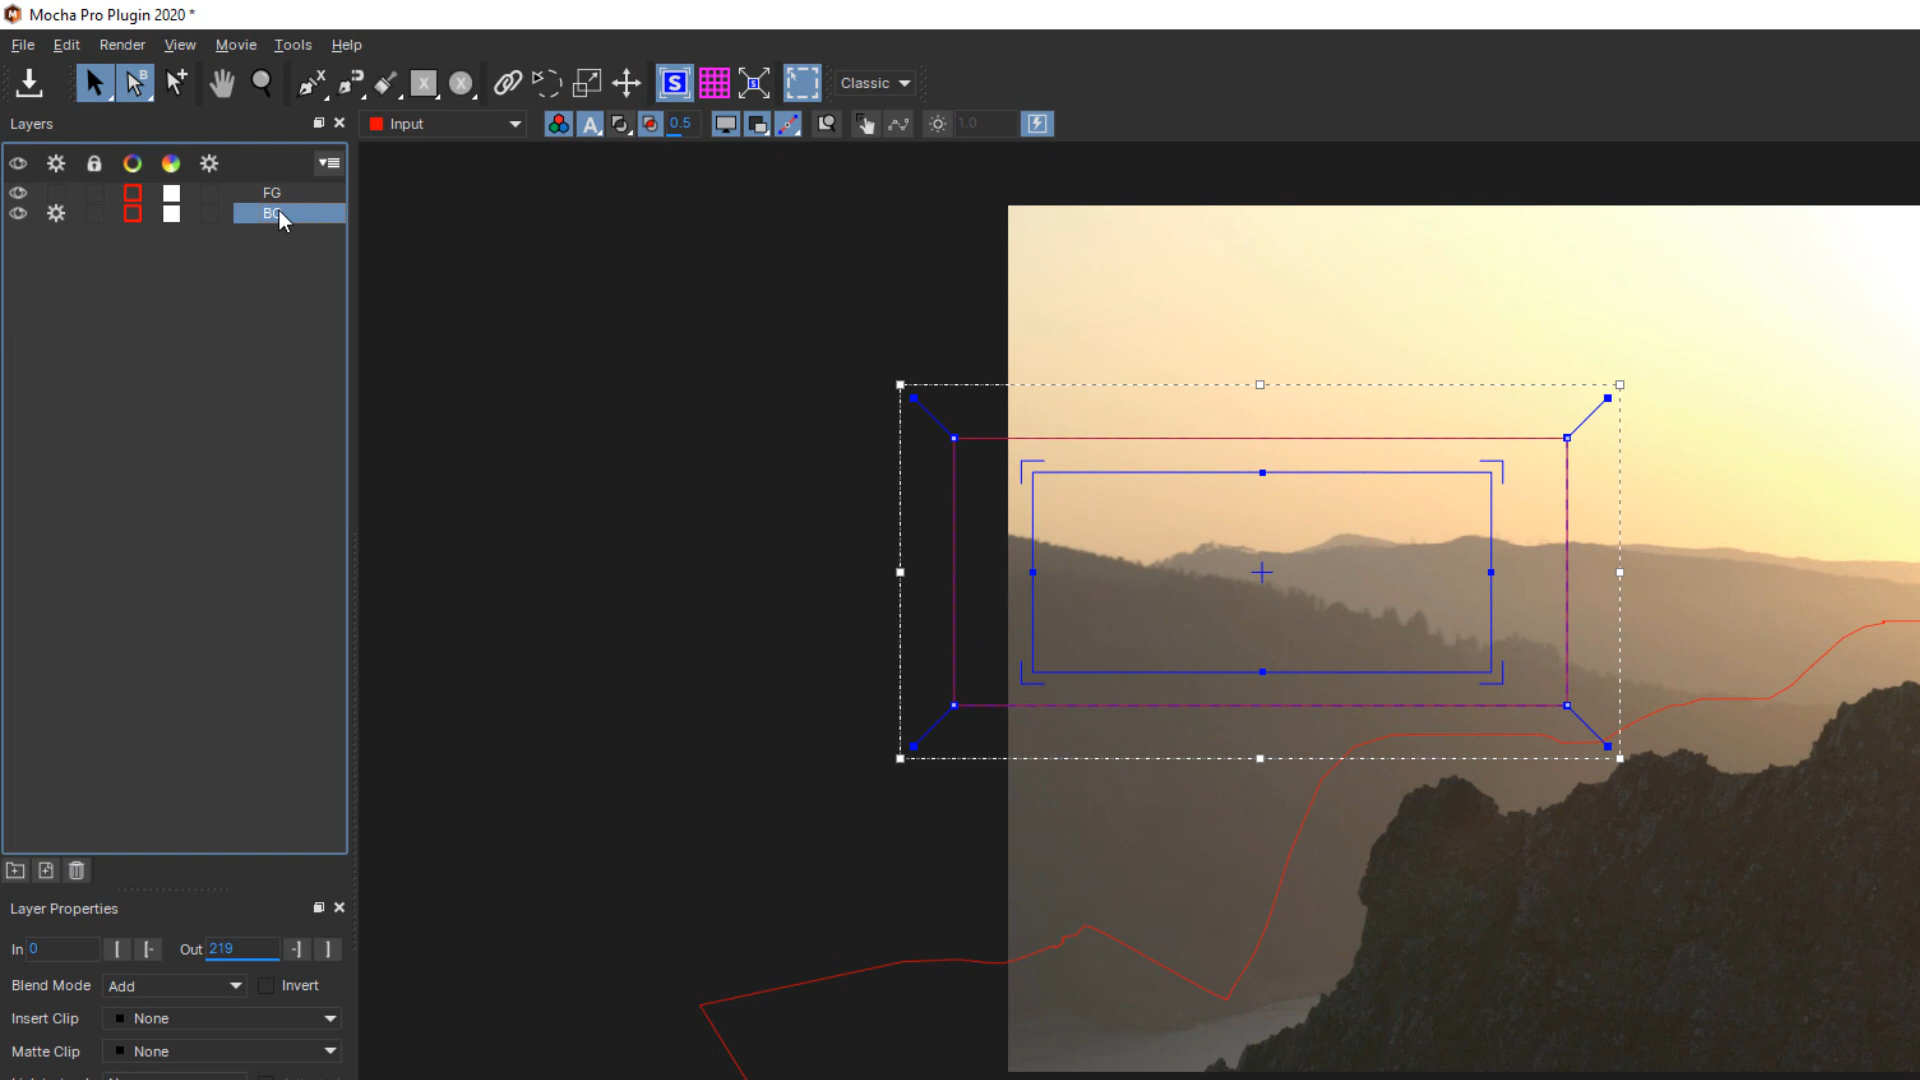 Mocha Pro Plugin 2020 *
File Edit Render View Movie Tools Help
Classic
Layers
Input
0.5
1.0
FG
BG
Layer Properties
In 0
Out 219
Blend Mode Add
Invert
Insert Clip None
Matte Clip None